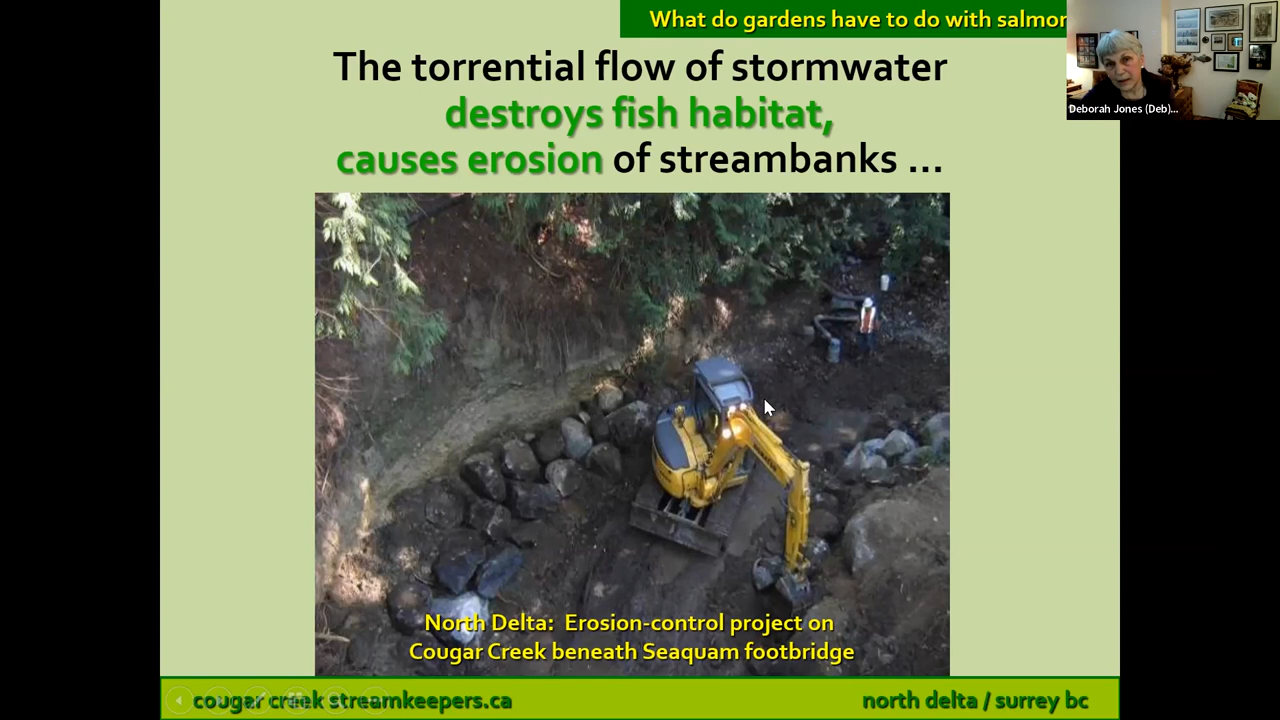 What do gardens have to do with salmon
Deborah Jones (Deb)...
The torrential flow of stormwater
destroys fish habitat,
causes erosion of streambanks ...
North Delta: Erosion-control project on
Cougar Creek beneath Seaquam footbridge
cougar creek streamkeepers.ca
north delta / surrey bc